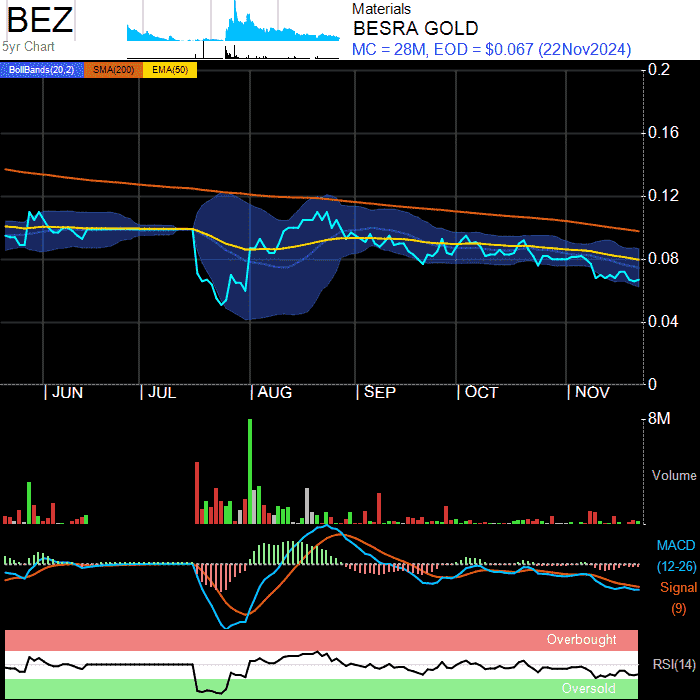 BEZ
5yr Chart
Materials
BESRA GOLD
MC = 28M, EOD = $0.067 (22Nov2024)
BollBands(20,2) SMA(200) EMA(50)
0.2
0.16
0.12
0.08
0.04
0
JUN JUL AUG SEP OCT NOV
8M
Volume
MACD
(12-26)
Signal
(9)
Overbought
RSI(14)
Oversold